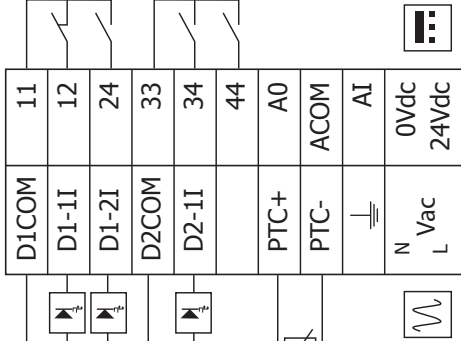 11
12
24
33
34
44
A0
ACOM
AI
0Vdc
24Vdc
D1COM
D1-1I
D1-2I
D2COM
D2-1I
PTC+
PTC-
N
L
Vac